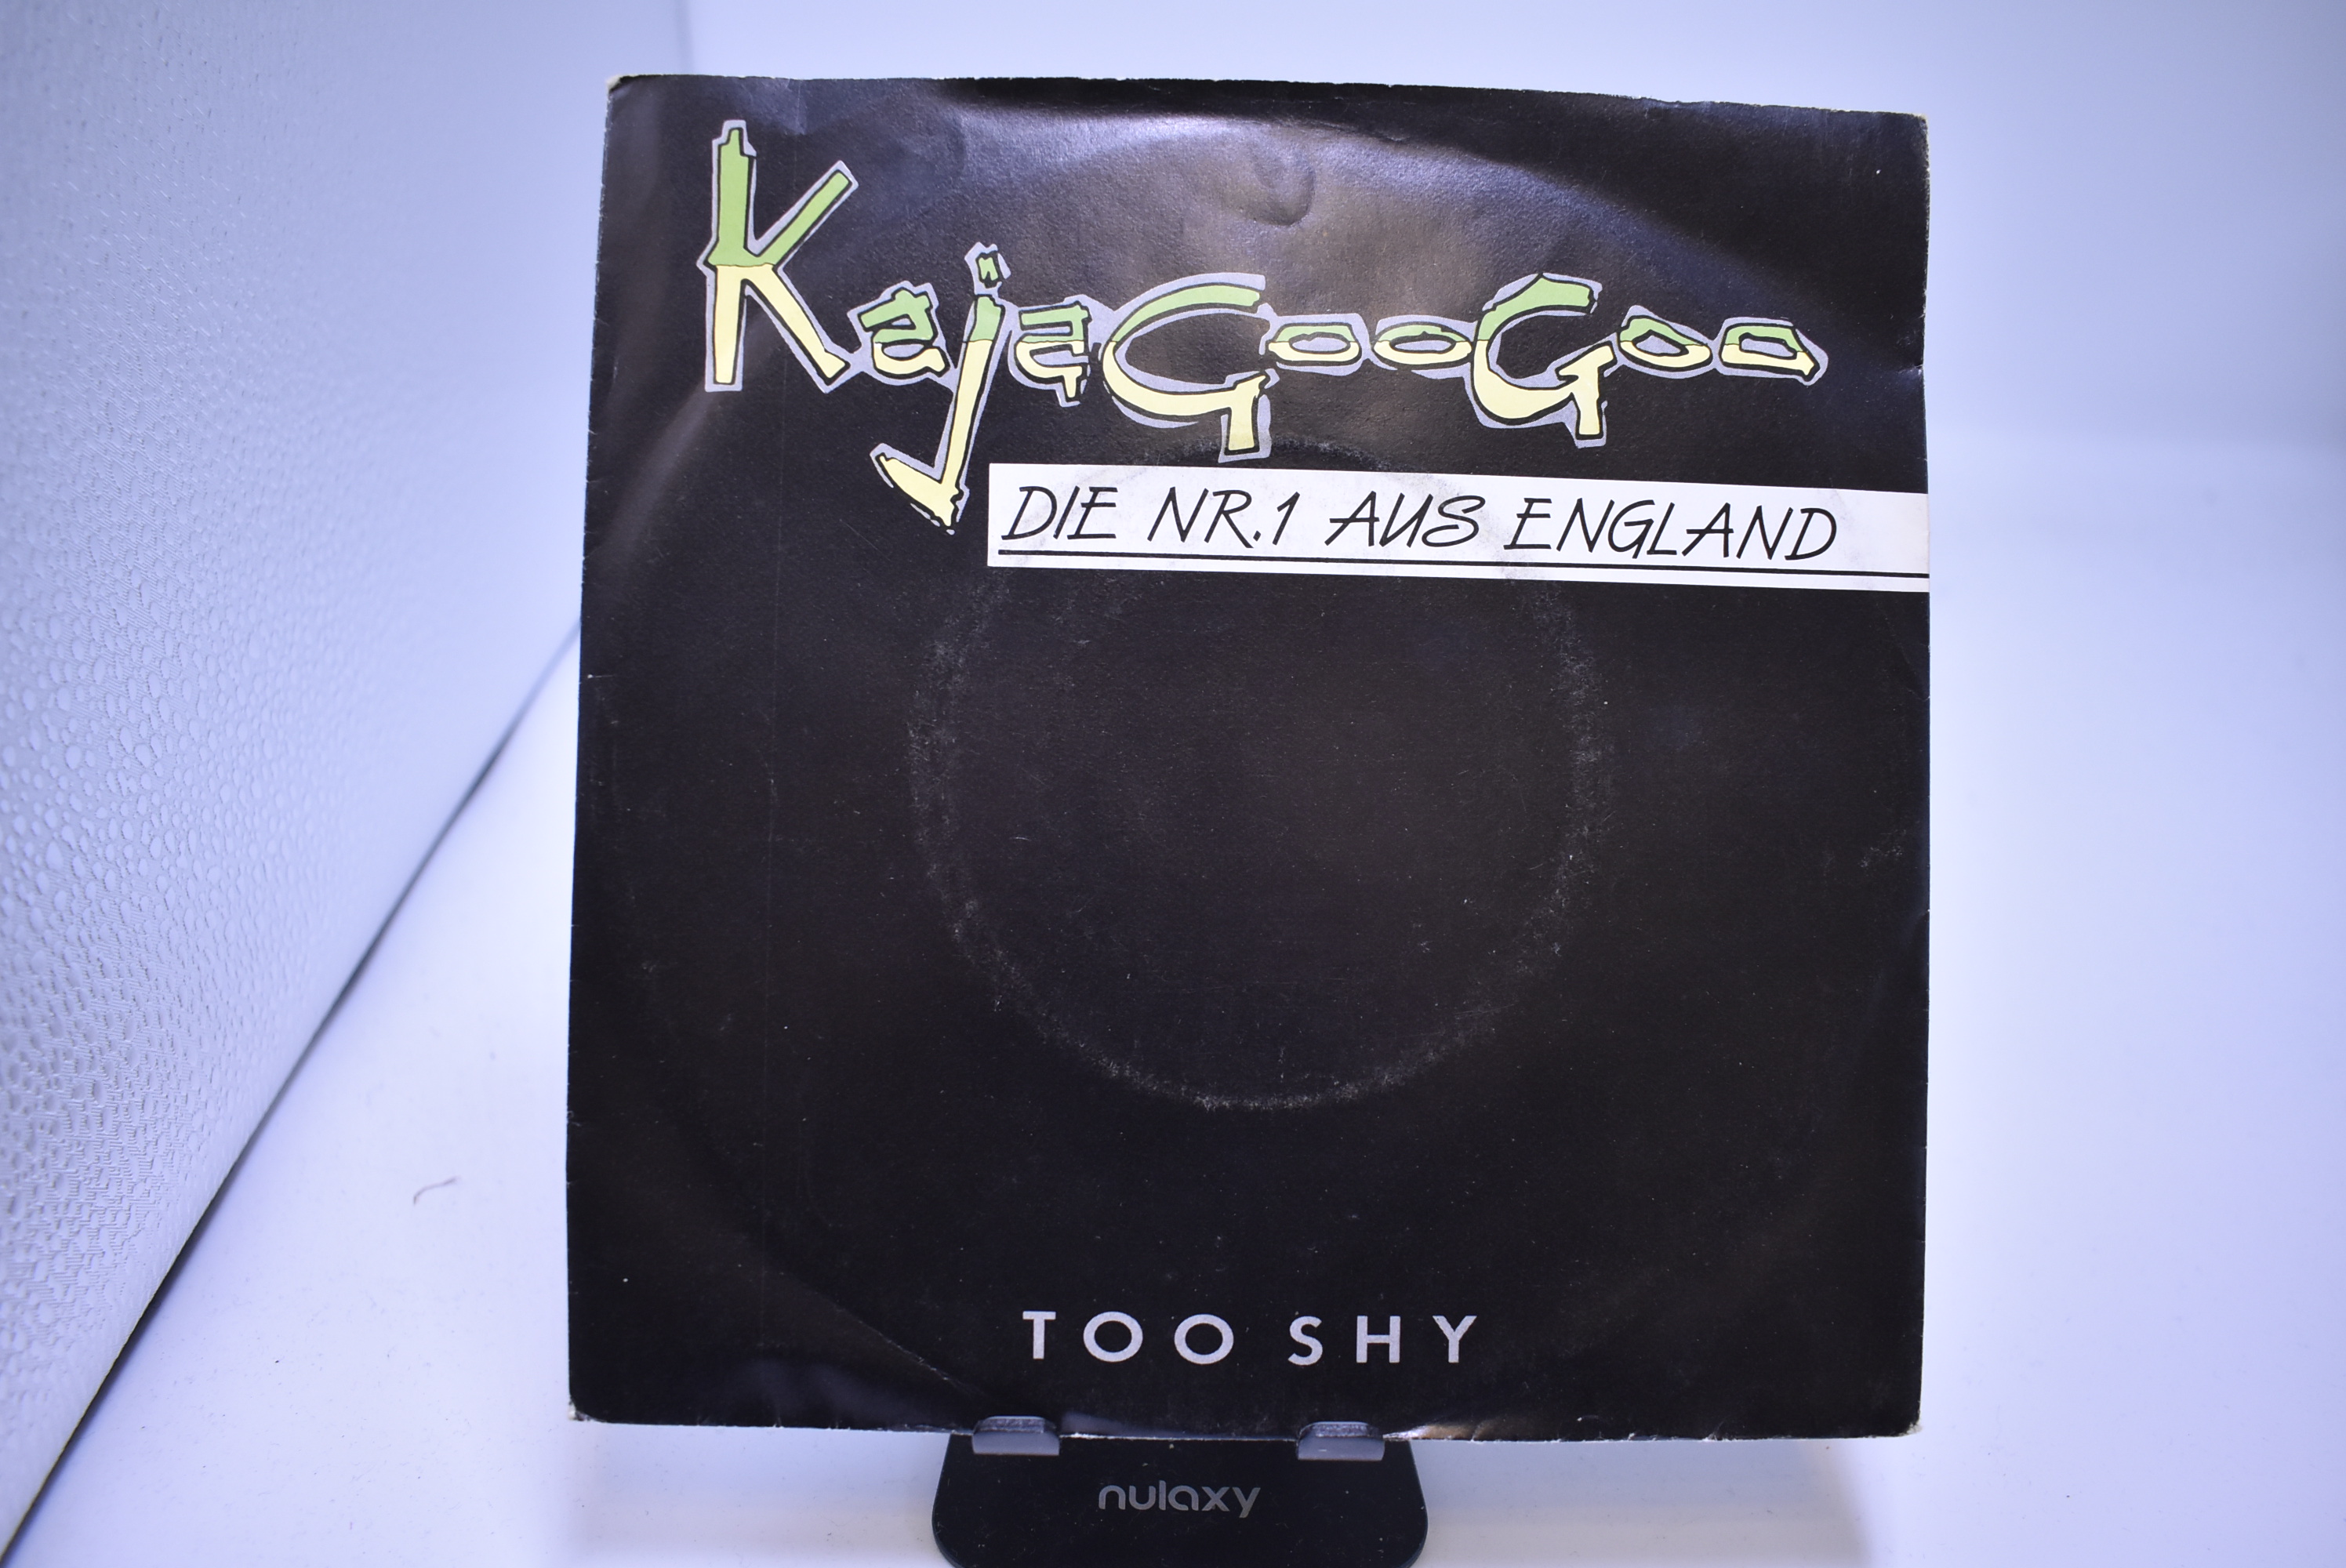 KajaGooGoo
DIE NR.1 AUS ENGLAND
TOO SHY
nulaxy